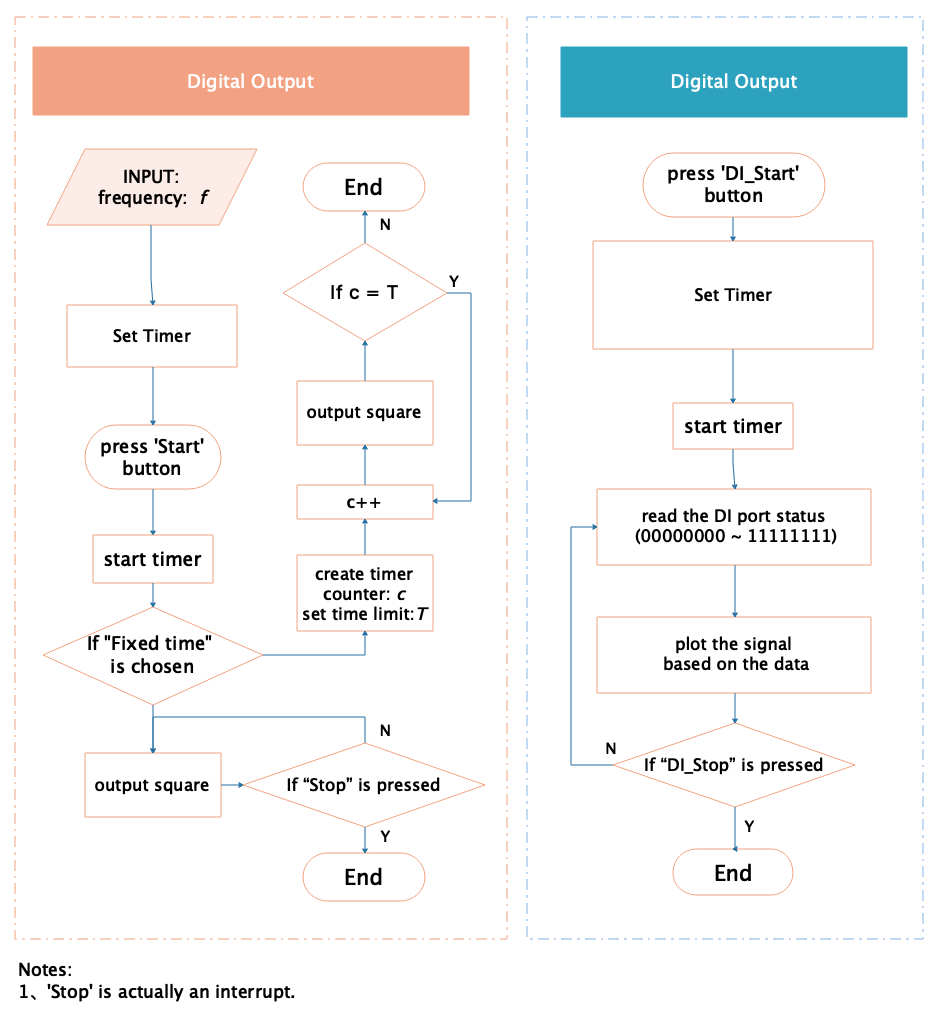 Digital Output
INPUT:
frequency: f
Set Timer
press 'Start'
button
start timer
If "Fixed time"
is chosen
output square
If “Stop” is pressed
N
Y
End
create timer
counter: c
set time limit:T
c++
output square
If c = T
Y
N
End
Digital Output
press 'DI_Start'
button
Set Timer
start timer
read the DI port status
(00000000 ~ 11111111)
plot the signal
based on the data
If “DI_Stop” is pressed
N
Y
End
Notes:
1、'Stop' is actually an interrupt.